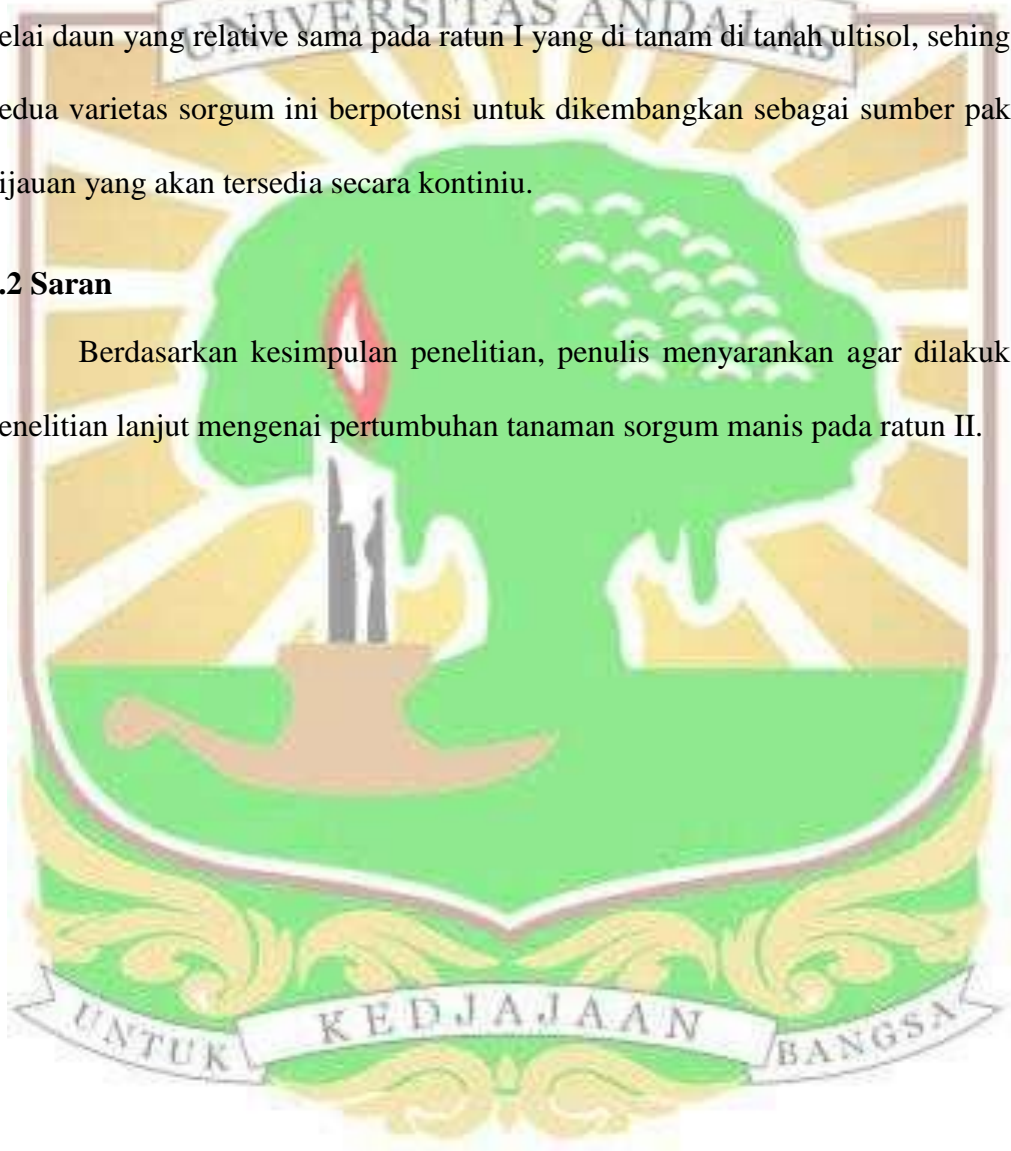 UNIVERSITAS ANDALAS
elai daun yang relative sama pada ratun I yang di tanam di tanah ultisol, sehing
edua varietas sorgum ini berpotensi untuk dikembangkan sebagai sumber pak
ijauan yang akan tersedia secara kontiniu.
.2 Saran
Berdasarkan kesimpulan penelitian, penulis menyarankan agar dilakuk
enelitian lanjut mengenai pertumbuhan tanaman sorgum manis pada ratun II.
UNTUK KEDJAJAAN BANGSA